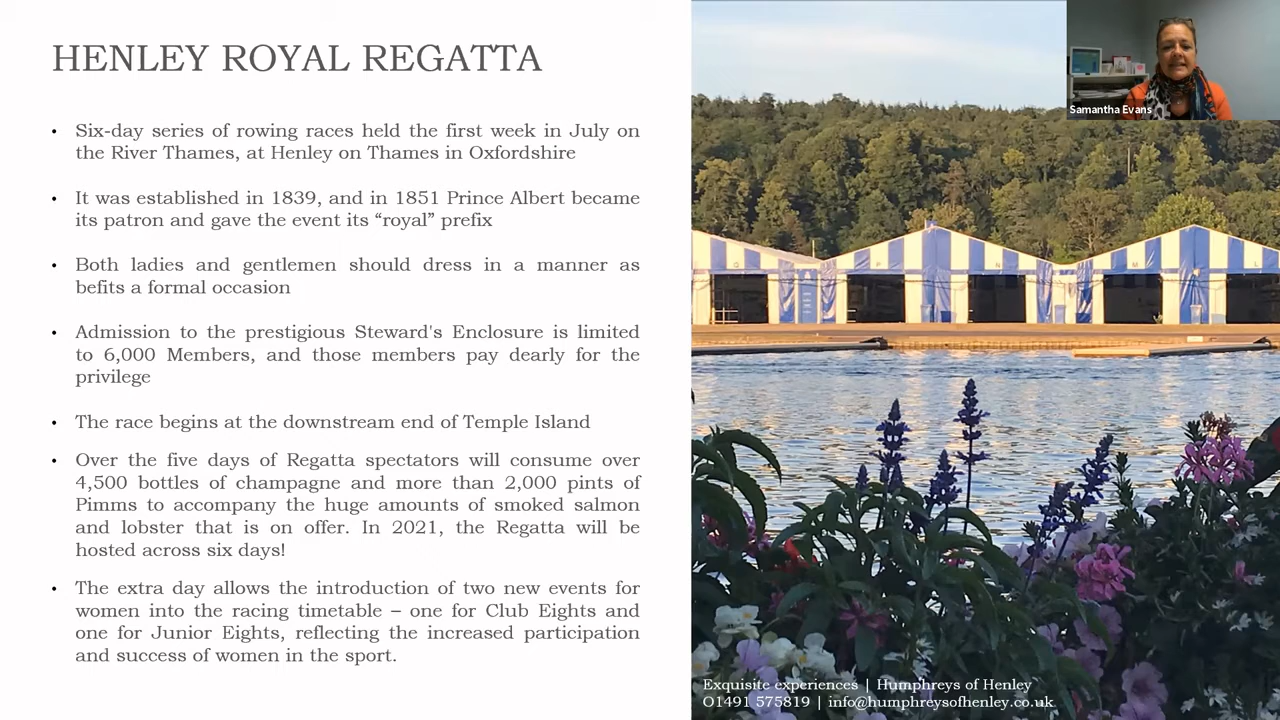 HENLEY ROYAL REGATTA
Samantha Evans
• Six-day series of rowing races held the first week in July on
the River Thames, at Henley on Thames in Oxfordshire
• It was established in 1839, and in 1851 Prince Albert became
its patron and gave the event its “royal” prefix
• Both ladies and gentlemen should dress in a manner as
befits a formal occasion
• Admission to the prestigious Steward's Enclosure is limited
to 6,000 Members, and those members pay dearly for the
privilege
• The race begins at the downstream end of Temple Island
• Over the five days of Regatta spectators will consume over
4,500 bottles of champagne and more than 2,000 pints of
Pimms to accompany the huge amounts of smoked salmon
and lobster that is on offer. In 2021, the Regatta will be
hosted across six days!
• The extra day allows the introduction of two new events for
women into the racing timetable – one for Club Eights and
one for Junior Eights, reflecting the increased participation
and success of women in the sport.
Exquisite experiences | Humphreys of Henley
O1491 575819 | info@humphreysofhenley.co.uk